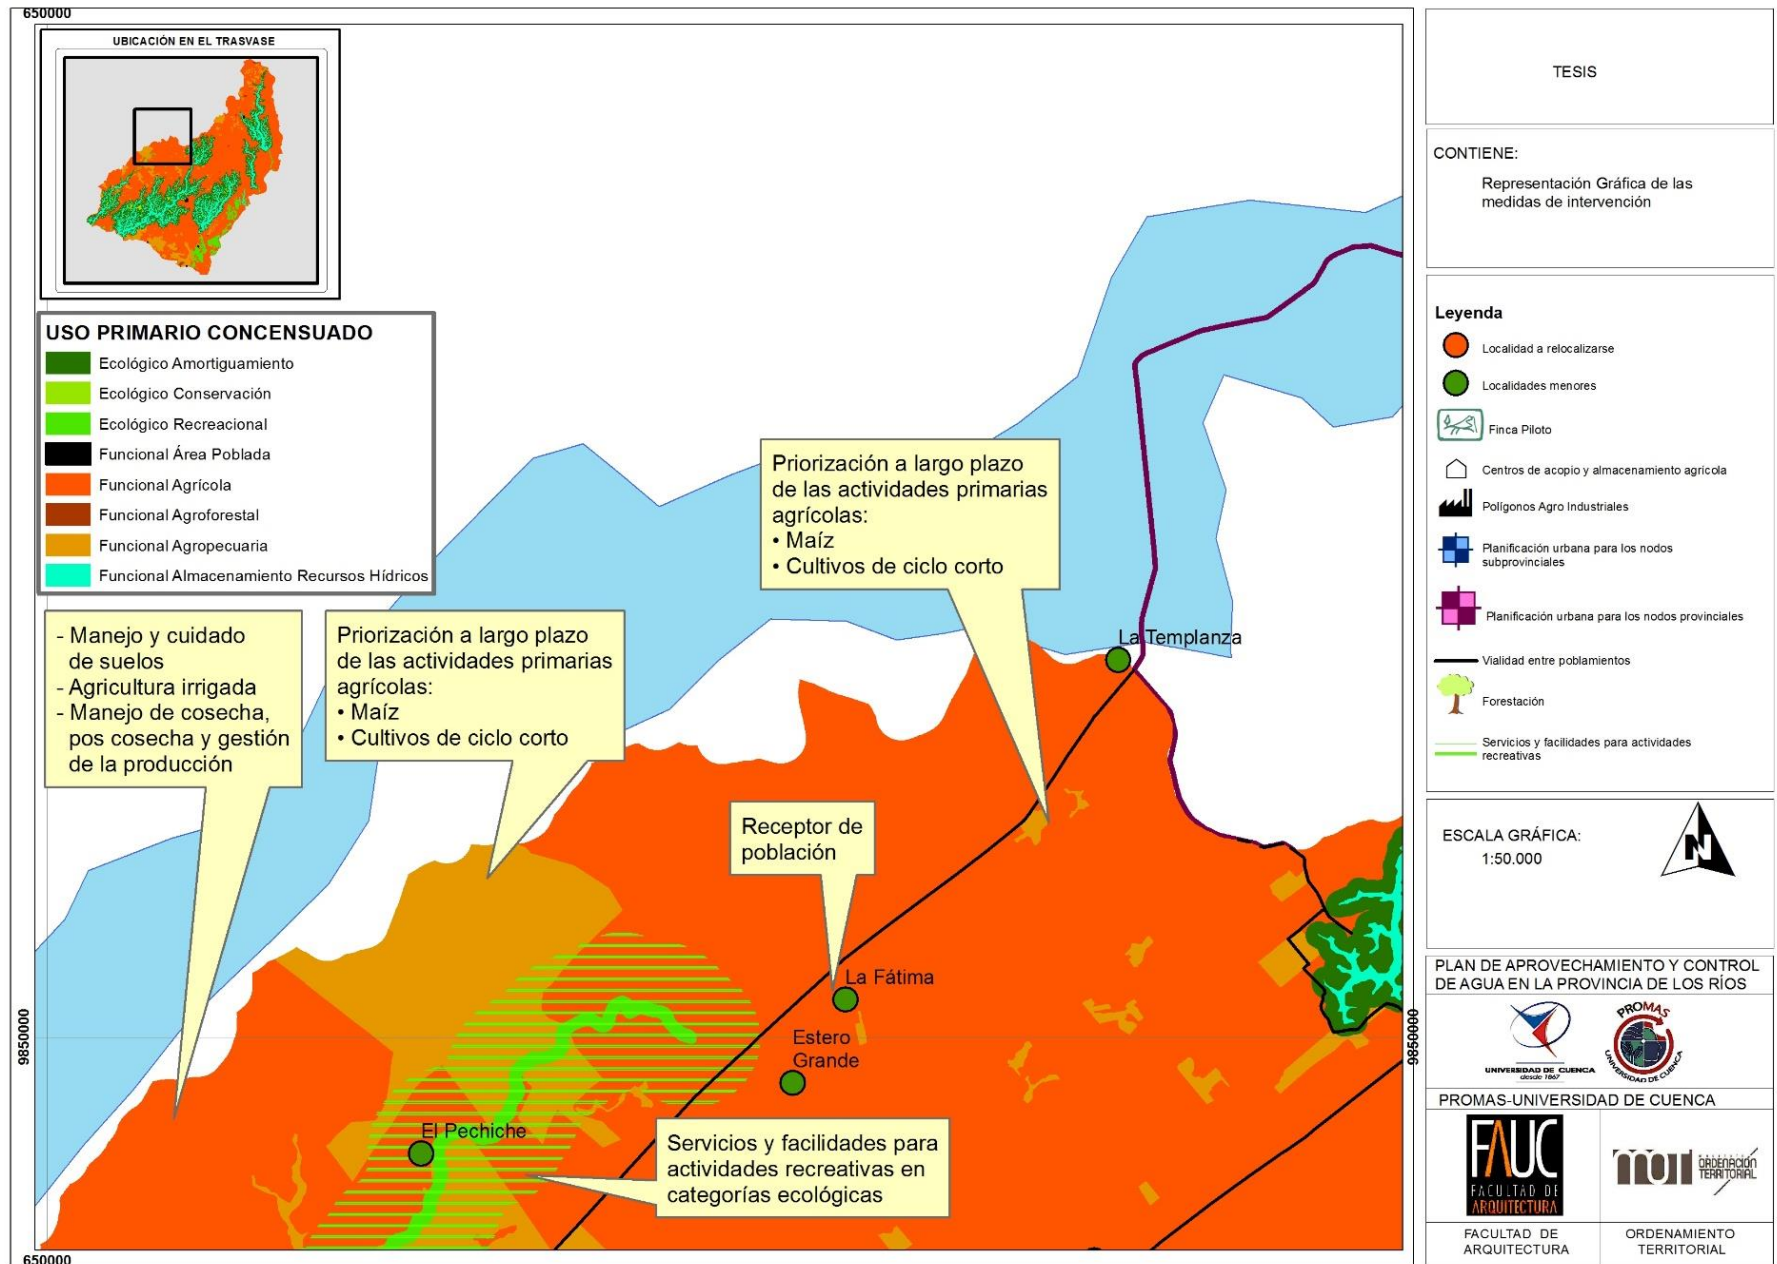 650000
UBICACIÓN EN EL TRASVASE
USO PRIMARIO CONCENSUADO
Ecológico Amortiguamiento
Ecológico Conservación
Ecológico Recreacional
Funcional Área Poblada
Funcional Agrícola
Funcional Agroforestal
Funcional Agropecuaria
Funcional Almacenamiento Recursos Hídricos
- Manejo y cuidado
de suelos
- Agricultura irrigada
- Manejo de cosecha,
pos cosecha y gestión
de la producción
Priorización a largo plazo
de las actividades primarias
agrícolas:
• Maíz
• Cultivos de ciclo corto
Priorización a largo plazo
de las actividades primarias
agrícolas:
• Maíz
• Cultivos de ciclo corto
La Templanza
Receptor de
población
La Fátima
Estero
Grande
El Pechiche
Servicios y facilidades para
actividades recreativas en
categorías ecológicas
9850000
9850000
650000
TESIS
CONTIENE:
Representación Gráfica de las
medidas de intervención
Leyenda
Localidad a relocalizarse
Localidades menores
Finca Piloto
Centros de acopio y almacenamiento agrícola
Polígonos Agro Industriales
Planificación urbana para los nodos
subprovinciales
Planificación urbana para los nodos provinciales
Vialidad entre poblamientos
Forestación
Servicios y facilidades para actividades
recreativas
ESCALA GRÁFICA:
1:50.000
N
PLAN DE APROVECHAMIENTO Y CONTROL
DE AGUA EN LA PROVINCIA DE LOS RÍOS
UNIVERSIDAD DE CUENCA
desde 1867
PROMAS
UNIVERSIDAD DE CUENCA
PROMAS-UNIVERSIDAD DE CUENCA
FAUC
FACULTAD DE
ARQUITECTURA
MOT
ORDENACIÓN
TERRITORIAL
FACULTAD DE
ARQUITECTURA
ORDENAMIENTO
TERRITORIAL